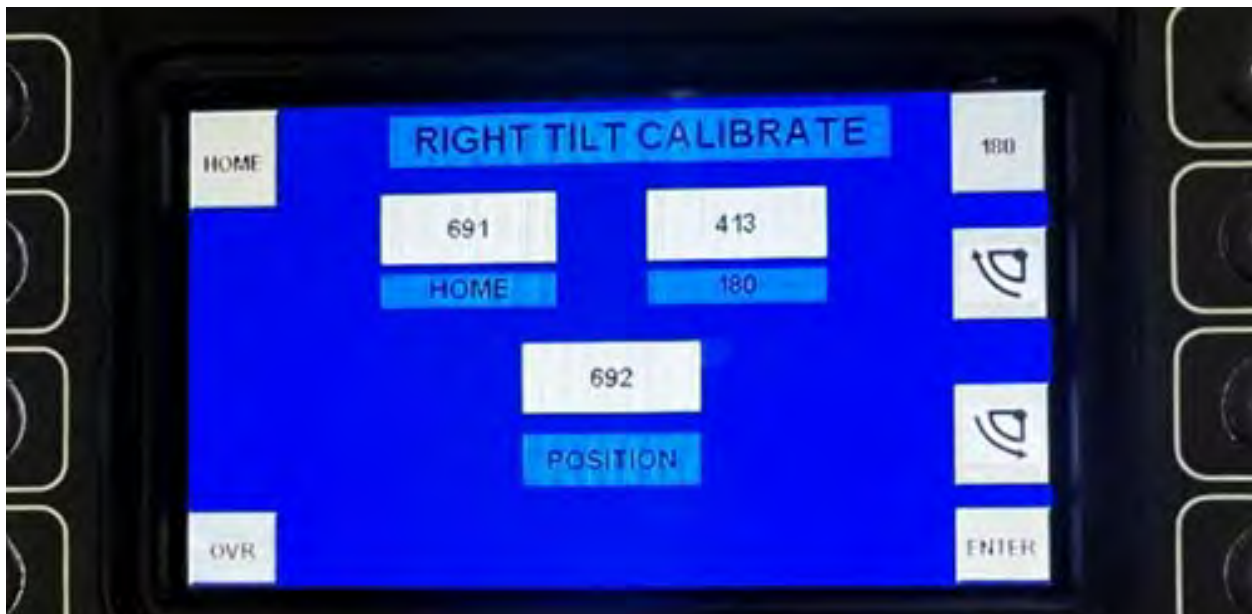 RIGHT TILT CALIBRATE
HOME
180
691
413
HOME
180
692
POSITION
OVR
ENTER